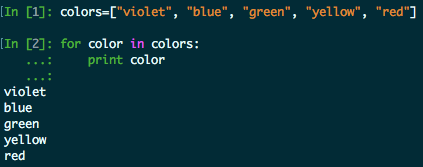 [In [1]: colors=["violet", "blue", "green", "yellow", "red"]
[In [2]: for color in colors:
...:     print color
...:
violet
blue
green
yellow
red